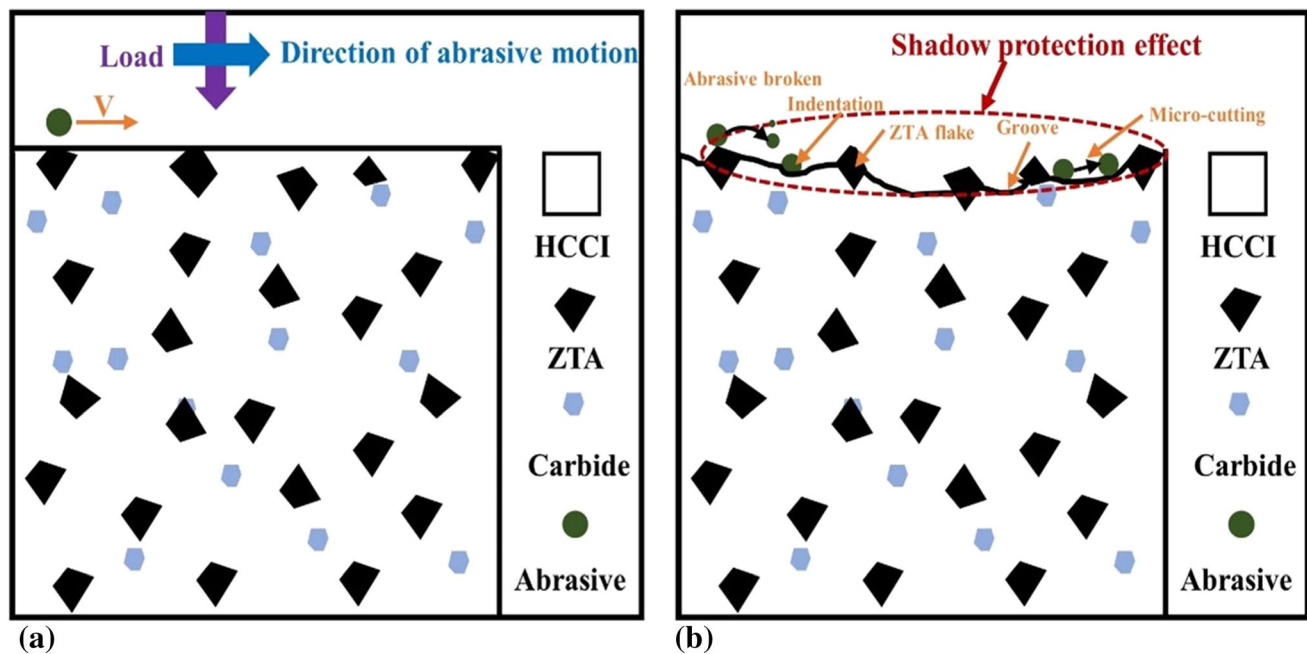 Load
Direction of abrasive motion
V
HCCI
ZTA
Carbide
Abrasive
(a)
Shadow protection effect
Abrasive broken
Indentation
Micro-cutting
ZTA flake
Groove
HCCI
ZTA
Carbide
Abrasive
(b)